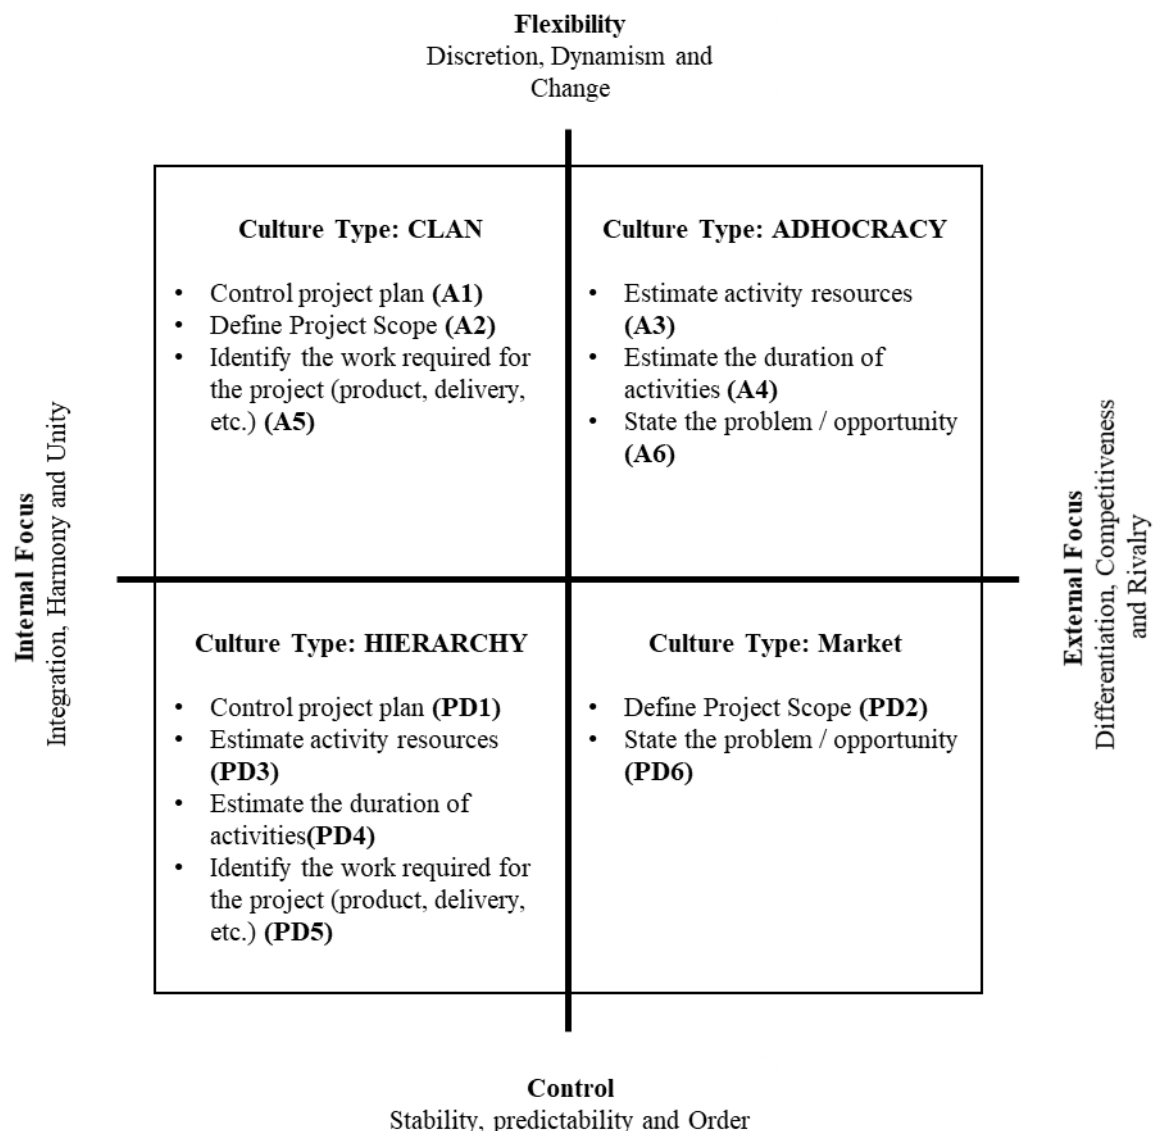 Flexibility
Discretion, Dynamism and
Change
Culture Type: CLAN
• Control project plan (A1)
• Define Project Scope (A2)
• Identify the work required for
the project (product, delivery,
etc.) (A5)
Culture Type: ADHOCRACY
• Estimate activity resources
(A3)
• Estimate the duration of
activities (A4)
• State the problem / opportunity
(A6)
Internal Focus
Integration, Harmony and Unity
External Focus
Differentiation, Competitiveness
and Rivalry
Culture Type: HIERARCHY
• Control project plan (PD1)
• Estimate activity resources
(PD3)
• Estimate the duration of
activities(PD4)
• Identify the work required for
the project (product, delivery,
etc.) (PD5)
Culture Type: Market
• Define Project Scope (PD2)
• State the problem / opportunity
(PD6)
Control
Stability, predictability and Order